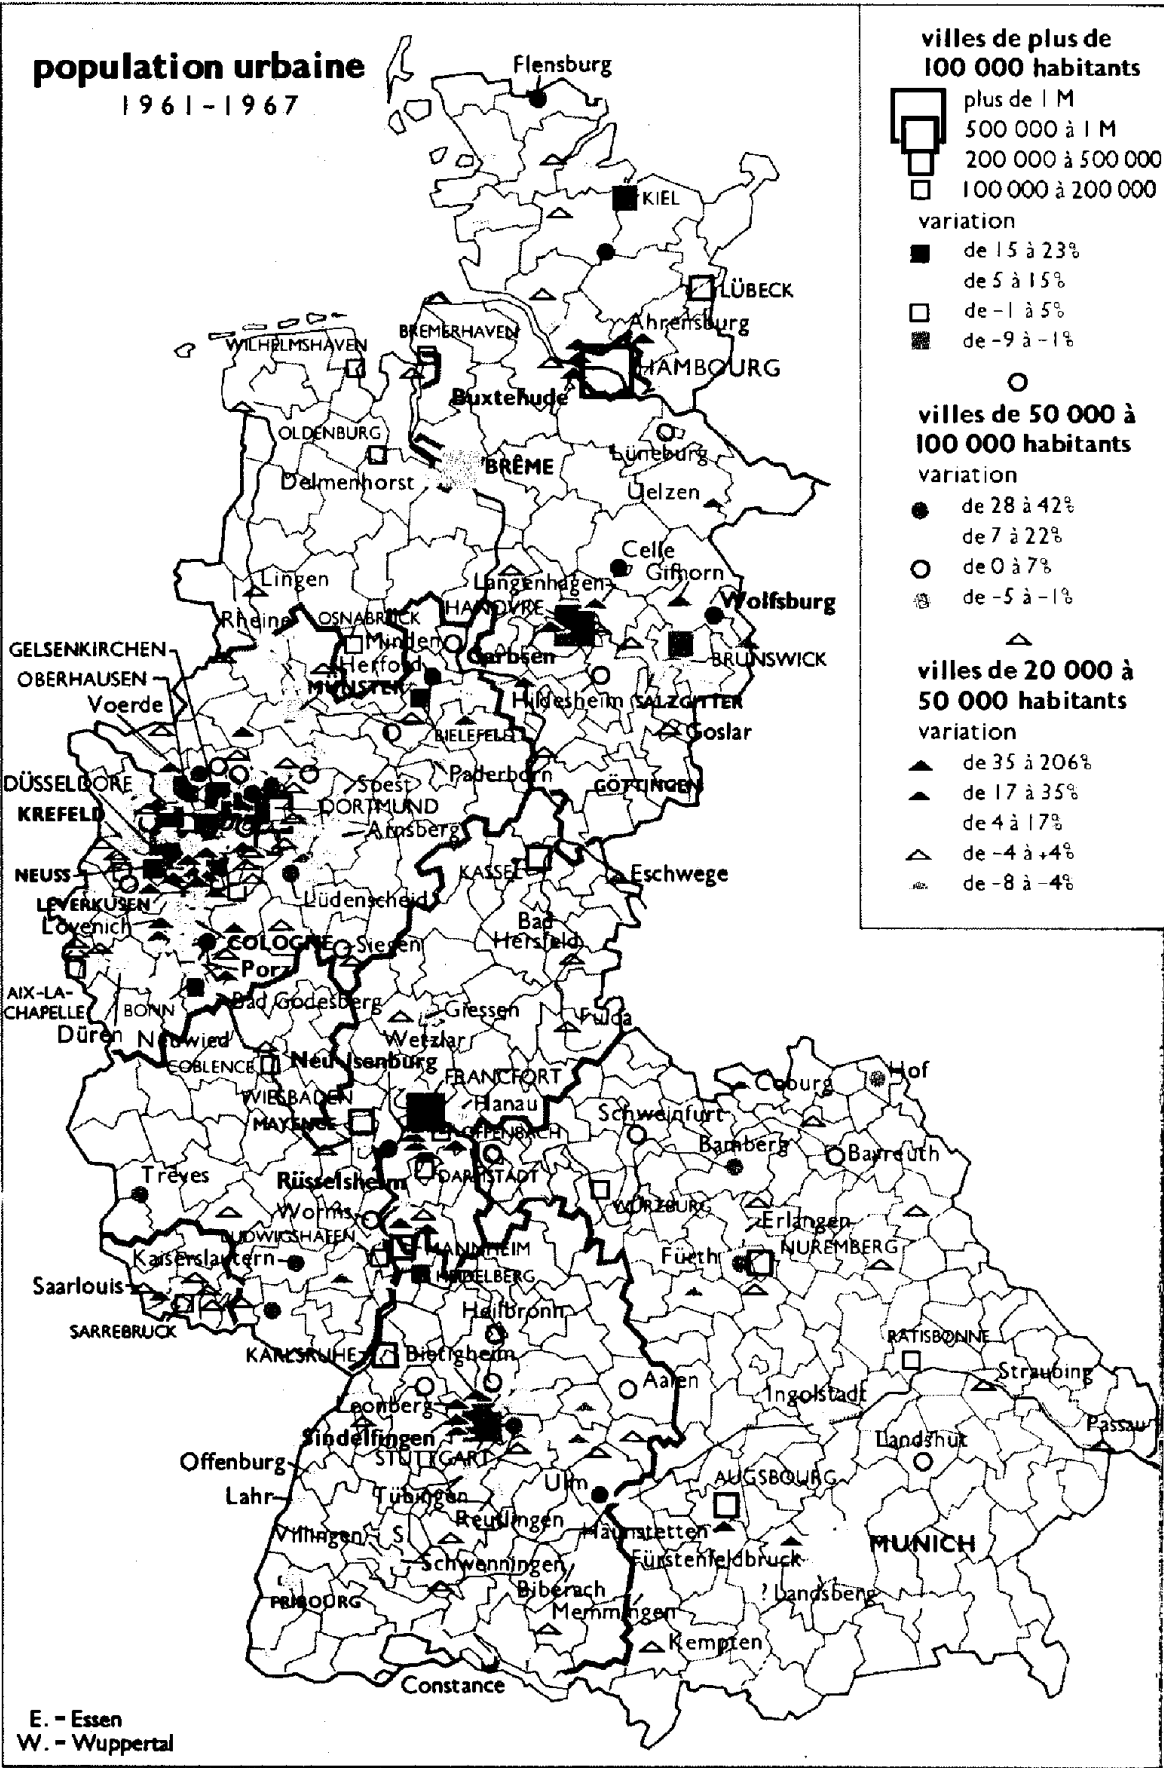 population urbaine
1961-1967
villes de plus de
100 000 habitants
plus de 1 M
500 000 à 1 M
200 000 à 500 000
100 000 à 200 000
variation
de 15 à 23%
de 5 à 15%
de -1 à 5%
de -9 à -1%
villes de 50 000 à
100 000 habitants
variation
de 28 à 42%
de 7 à 22%
de 0 à 7%
de -5 à -1%
villes de 20 000 à
50 000 habitants
variation
de 35 à 206%
de 17 à 35%
de 4 à 17%
de -4 à +4%
de -8 à -4%
Flensburg
KIEL
LÜBECK
Ahrensburg
BREMERHAVEN
WILHELMSHAVEN
HAMBOURG
Buxtehude
OLDENBURG
Lüneburg
BRÊME
Delmenhorst
Uelzen
Celle
Lingen
Langenhagen
Gifhorn
HANOVRE
Wolfsburg
Rheine
OSNABRÜCK
Minden
GELSENKIRCHEN
Garbsen
BRUNSWICK
Herford
OBERHAUSEN
MÜNSTER
Hildesheim
SALZGITTER
Voerde
BIELEFELD
Goslar
Paderborn
DÜSSELDORF
Soest
GÖTTINGEN
DORTMUND
KREFELD
Arnsberg
KASSEL
Eschwege
NEUSS
LEVERKUSEN
Lüdenscheid
Lövenich
Bad
Hersfeld
COLOGNE
Siegen
Porz
AIX-LA-
CHAPELLE
BONN
Bad Godesberg
Giessen
Fulda
Düren
Neuwied
Wetzlar
COBLENCE
Neu-Isenburg
FRANCFORT
Coburg
Hof
WIESBADEN
Hanau
Schweinfurt
MAYENCE
OFFENBACH
Bamberg
Bayreuth
Trèves
Rüsselsheim
DARMSTADT
WÜRZBURG
Worms
Erlangen
LUDWIGSHAFEN
Kaiserslautern
MANNHEIM
Fürth
NUREMBERG
Saarlouis
HEIDELBERG
SARREBRUCK
Heilbronn
RATISBONNE
KARLSRUHE
Bietigheim
Straubing
Aalen
Ingolstadt
Leonberg
Passau
Sindelfingen
Landshut
STUTTGART
Offenburg
Ulm
AUGSBOURG
Lahr
Tübingen
Reutlingen
Haunstetten
Villingen
S.
MUNICH
Schwenningen
Fürstenfeldbruck
Biberach
Landsberg
FRIBOURG
Memmingen
Kempten
Constance
E. - Essen
W. - Wuppertal